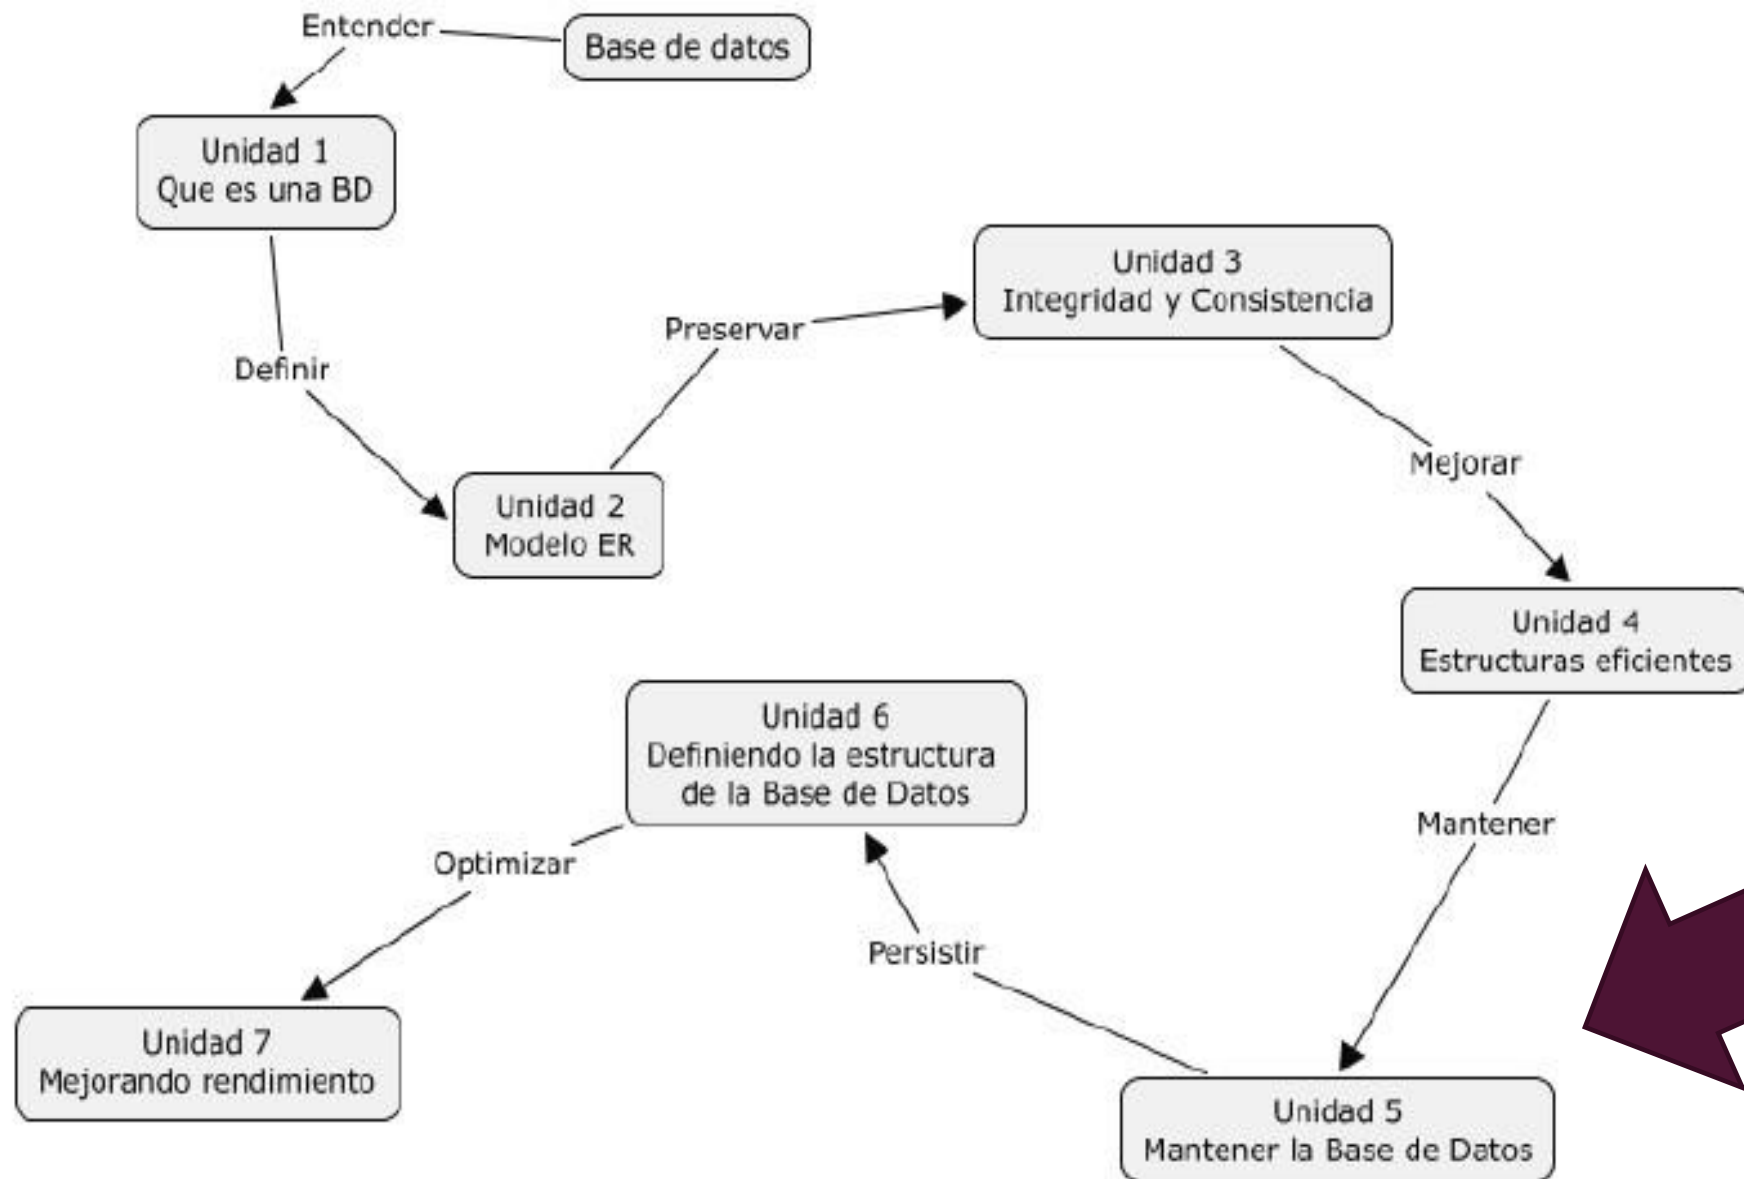 Entender
Base de datos
Unidad 1
Que es una BD
Definir
Unidad 2
Modelo ER
Preservar
Unidad 3
Integridad y Consistencia
Mejorar
Unidad 4
Estructuras eficientes
Mantener
Unidad 5
Mantener la Base de Datos
Persistir
Unidad 6
Definiendo la estructura
de la Base de Datos
Optimizar
Unidad 7
Mejorando rendimiento